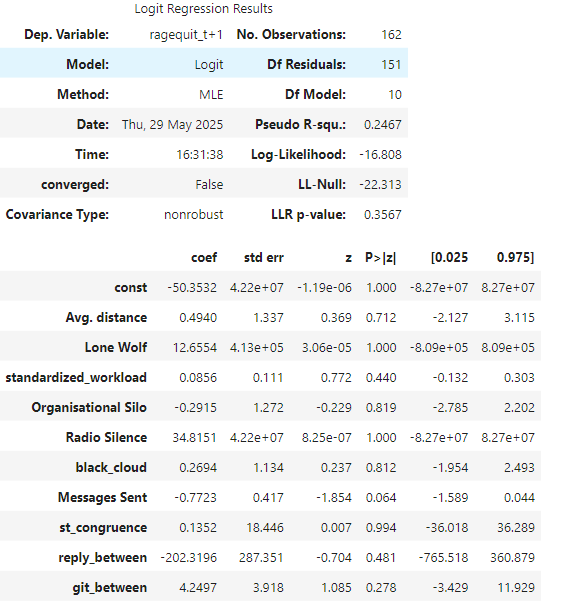 Logit Regression Results
Dep. Variable: ragequit_t+1 No. Observations: 162
Model: Logit Df Residuals: 151
Method: MLE Df Model: 10
Date: Thu, 29 May 2025 Pseudo R-squ.: 0.2467
Time: 16:31:38 Log-Likelihood: -16.808
converged: False LL-Null: -22.313
Covariance Type: nonrobust LLR p-value: 0.3567
coef std err z P>|z| [0.025 0.975]
const -50.3532 4.22e+07 -1.19e-06 1.000 -8.27e+07 8.27e+07
Avg. distance 0.4940 1.337 0.369 0.712 -2.127 3.115
Lone Wolf 12.6554 4.13e+05 3.06e-05 1.000 -8.09e+05 8.09e+05
standardized_workload 0.0856 0.111 0.772 0.440 -0.132 0.303
Organisational Silo -0.2915 1.272 -0.229 0.819 -2.785 2.202
Radio Silence 34.8151 4.22e+07 8.25e-07 1.000 -8.27e+07 8.27e+07
black_cloud 0.2694 1.134 0.237 0.812 -1.954 2.493
Messages Sent -0.7723 0.417 -1.854 0.064 -1.589 0.044
st_congruence 0.1352 18.446 0.007 0.994 -36.018 36.289
reply_between -202.3196 287.351 -0.704 0.481 -765.518 360.879
git_between 4.2497 3.918 1.085 0.278 -3.429 11.929